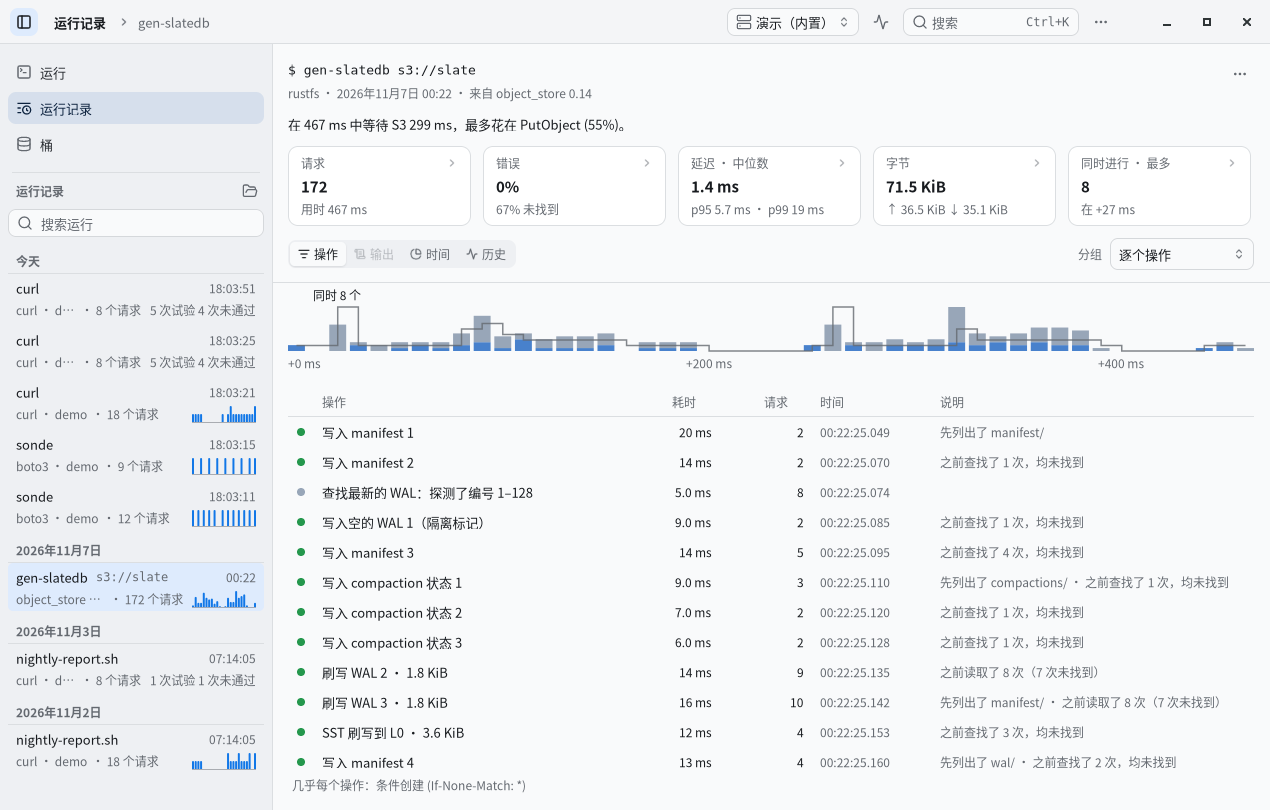 运行记录 > gen-slatedb
演示（内置）
搜索 Ctrl+K
运行
运行记录
桶
运行记录
搜索运行
今天
curl 18:03:51
curl · d··· · 8 个请求 5 次试验 4 次未通过
curl 18:03:25
curl · d··· · 8 个请求 5 次试验 4 次未通过
curl 18:03:21
curl · demo · 18 个请求
sonde 18:03:15
boto3 · demo · 9 个请求
sonde 18:03:11
boto3 · demo · 12 个请求
2026年11月7日
gen-slatedb s3://slate 00:22
object_store ··· · 172 个请求
2026年11月3日
nightly-report.sh 07:14:05
curl · d··· · 8 个请求 1 次试验 1 次未通过
2026年11月2日
nightly-report.sh 07:14:05
curl · demo · 18 个请求
$ gen-slatedb s3://slate
rustfs · 2026年11月7日 00:22 · 来自 object_store 0.14
在 467 ms 中等待 S3 299 ms，最多花在 PutObject (55%)。
请求
172
用时 467 ms
错误
0%
67% 未找到
延迟 · 中位数
1.4 ms
p95 5.7 ms · p99 19 ms
字节
71.5 KiB
↑ 36.5 KiB ↓ 35.1 KiB
同时进行 · 最多
8
在 +27 ms
操作 输出 时间 历史
分组 逐个操作
同时 8 个
+0 ms +200 ms +400 ms
操作 耗时 请求 时间 说明
写入 manifest 1 20 ms 2 00:22:25.049 先列出了 manifest/
写入 manifest 2 14 ms 2 00:22:25.070 之前查找了 1 次，均未找到
查找最新的 WAL：探测了编号 1–128 5.0 ms 8 00:22:25.074
写入空的 WAL 1（隔离标记） 9.0 ms 2 00:22:25.085 之前查找了 1 次，均未找到
写入 manifest 3 14 ms 5 00:22:25.095 之前查找了 4 次，均未找到
写入 compaction 状态 1 9.0 ms 3 00:22:25.110 先列出了 compactions/ · 之前查找了 1 次，均未找到
写入 compaction 状态 2 7.0 ms 2 00:22:25.120 之前查找了 1 次，均未找到
写入 compaction 状态 3 6.0 ms 2 00:22:25.128 之前查找了 1 次，均未找到
刷写 WAL 2 · 1.8 KiB 14 ms 9 00:22:25.135 之前读取了 8 次（7 次未找到）
刷写 WAL 3 · 1.8 KiB 16 ms 10 00:22:25.142 先列出了 manifest/ · 之前读取了 8 次（7 次未找到）
SST 刷写到 L0 · 3.6 KiB 12 ms 4 00:22:25.153 之前查找了 3 次，均未找到
写入 manifest 4 13 ms 4 00:22:25.160 先列出了 wal/ · 之前查找了 2 次，均未找到
几乎每个操作：条件创建 (If-None-Match: *)